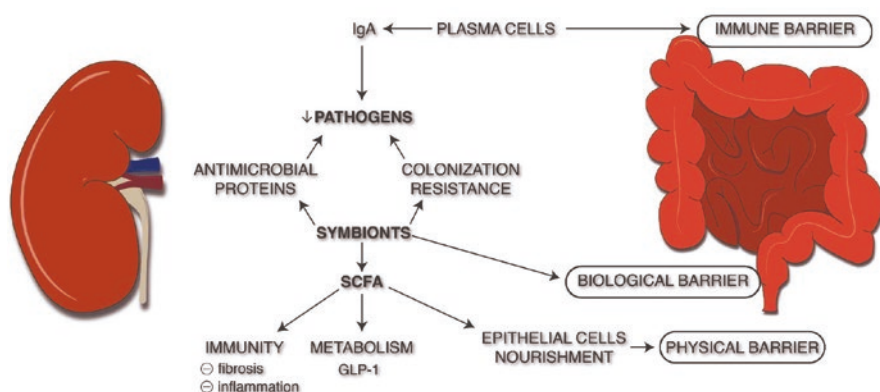 IgA
PLASMA CELLS
IMMUNE BARRIER
↓PATHOGENS
ANTIMICROBIAL
PROTEINS
COLONIZATION
RESISTANCE
SYMBIONTS
BIOLOGICAL BARRIER
SCFA
IMMUNITY
⊖ fibrosis
⊖ inflammation
METABOLISM
GLP-1
EPITHELIAL CELLS
NOURISHMENT
PHYSICAL BARRIER